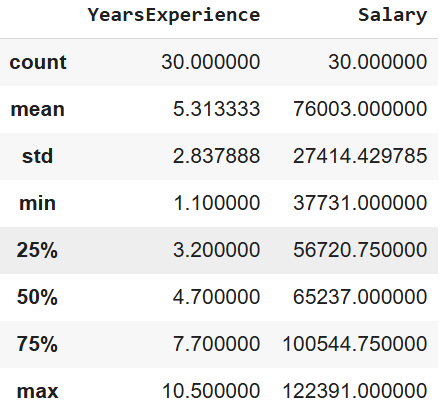 YearsExperience Salary
count 30.000000 30.000000
mean 5.313333 76003.000000
std 2.837888 27414.429785
min 1.100000 37731.000000
25% 3.200000 56720.750000
50% 4.700000 65237.000000
75% 7.700000 100544.750000
max 10.500000 122391.000000